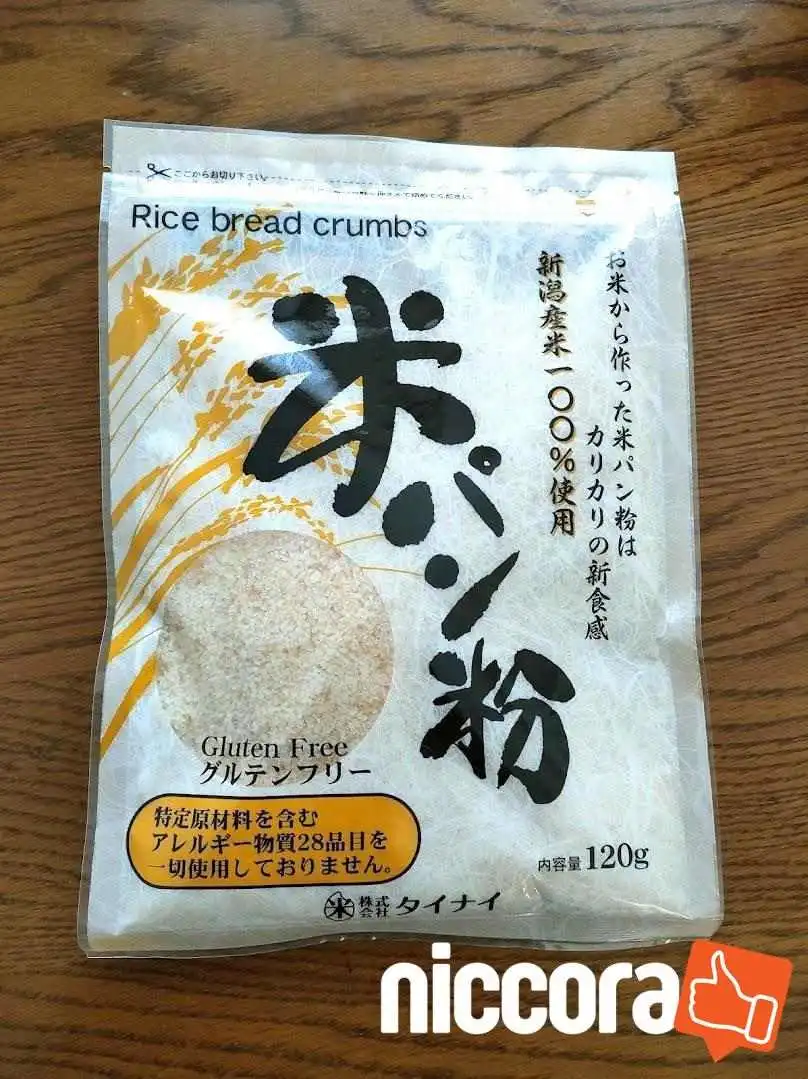 ここからお切り下さい
Rice bread crumbs
お米から作った米パン粉は
カリカリの新食感
新潟産米一〇〇%使用
米パン粉
Gluten Free
グルテンフリー
特定原材料を含む
アレルギー物質28品目を
一切使用しておりません。
内容量 120g
米 株式会社 タイナイ
niccora